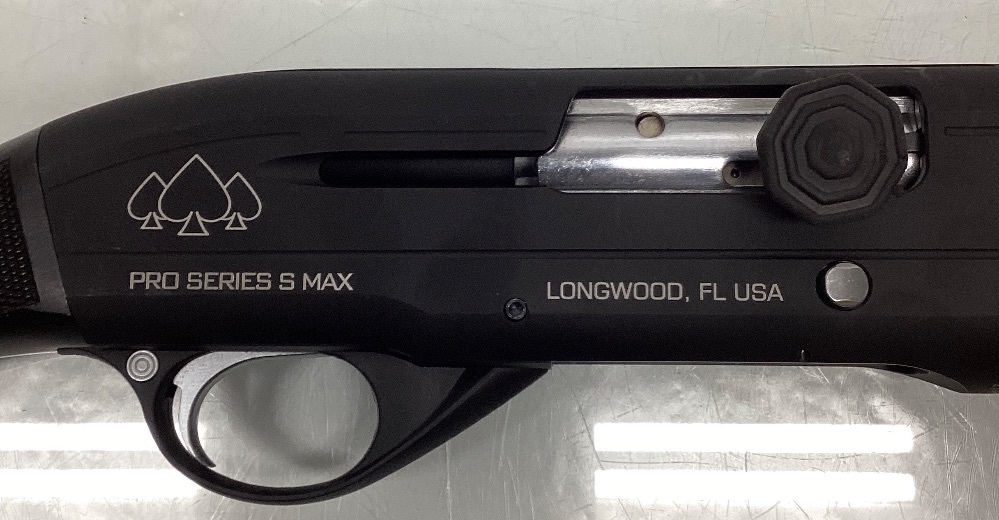 PRO SERIES S MAX
LONGWOOD, FL USA